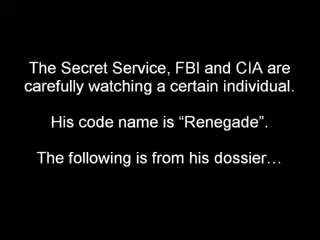 The Secret Service, FBI and CIA are
carefully watching a certain individual.
His code name is “Renegade”.
The following is from his dossier…